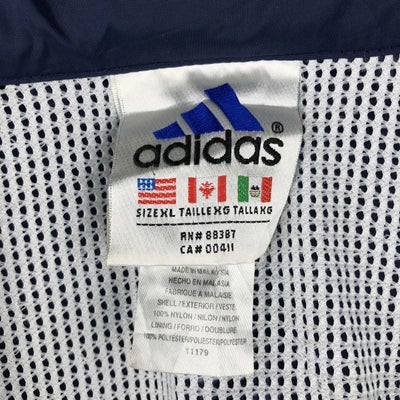 adidas®
SIZE XL TAILLE XG TALLA XG
RN# 88387
CA# 00411
MADE IN MALAYSIA
HECHO EN MALASIA
FABRIQUE A MALAISIE
SHELL/EXTERIOR/VESTE
100% NYLON/NILON/NYLON
LINING/FORRO/DOUBLURE
100% POLYESTER/POLIESTER/POLYESTER
11179